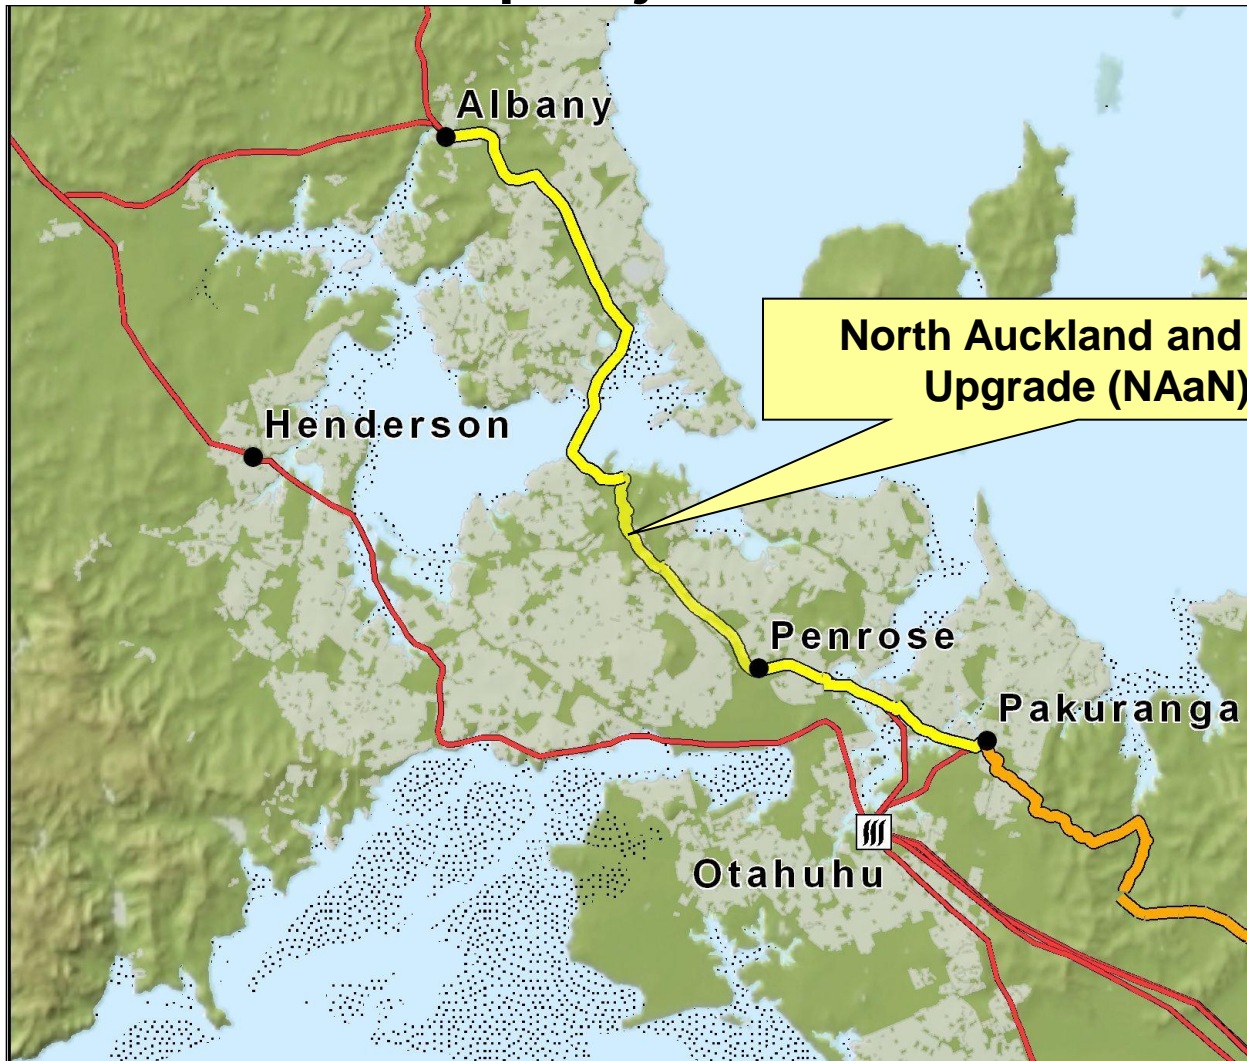 Albany
North Auckland and
Upgrade (NAaN)
Henderson
Penrose
Pakuranga
Otahuhu